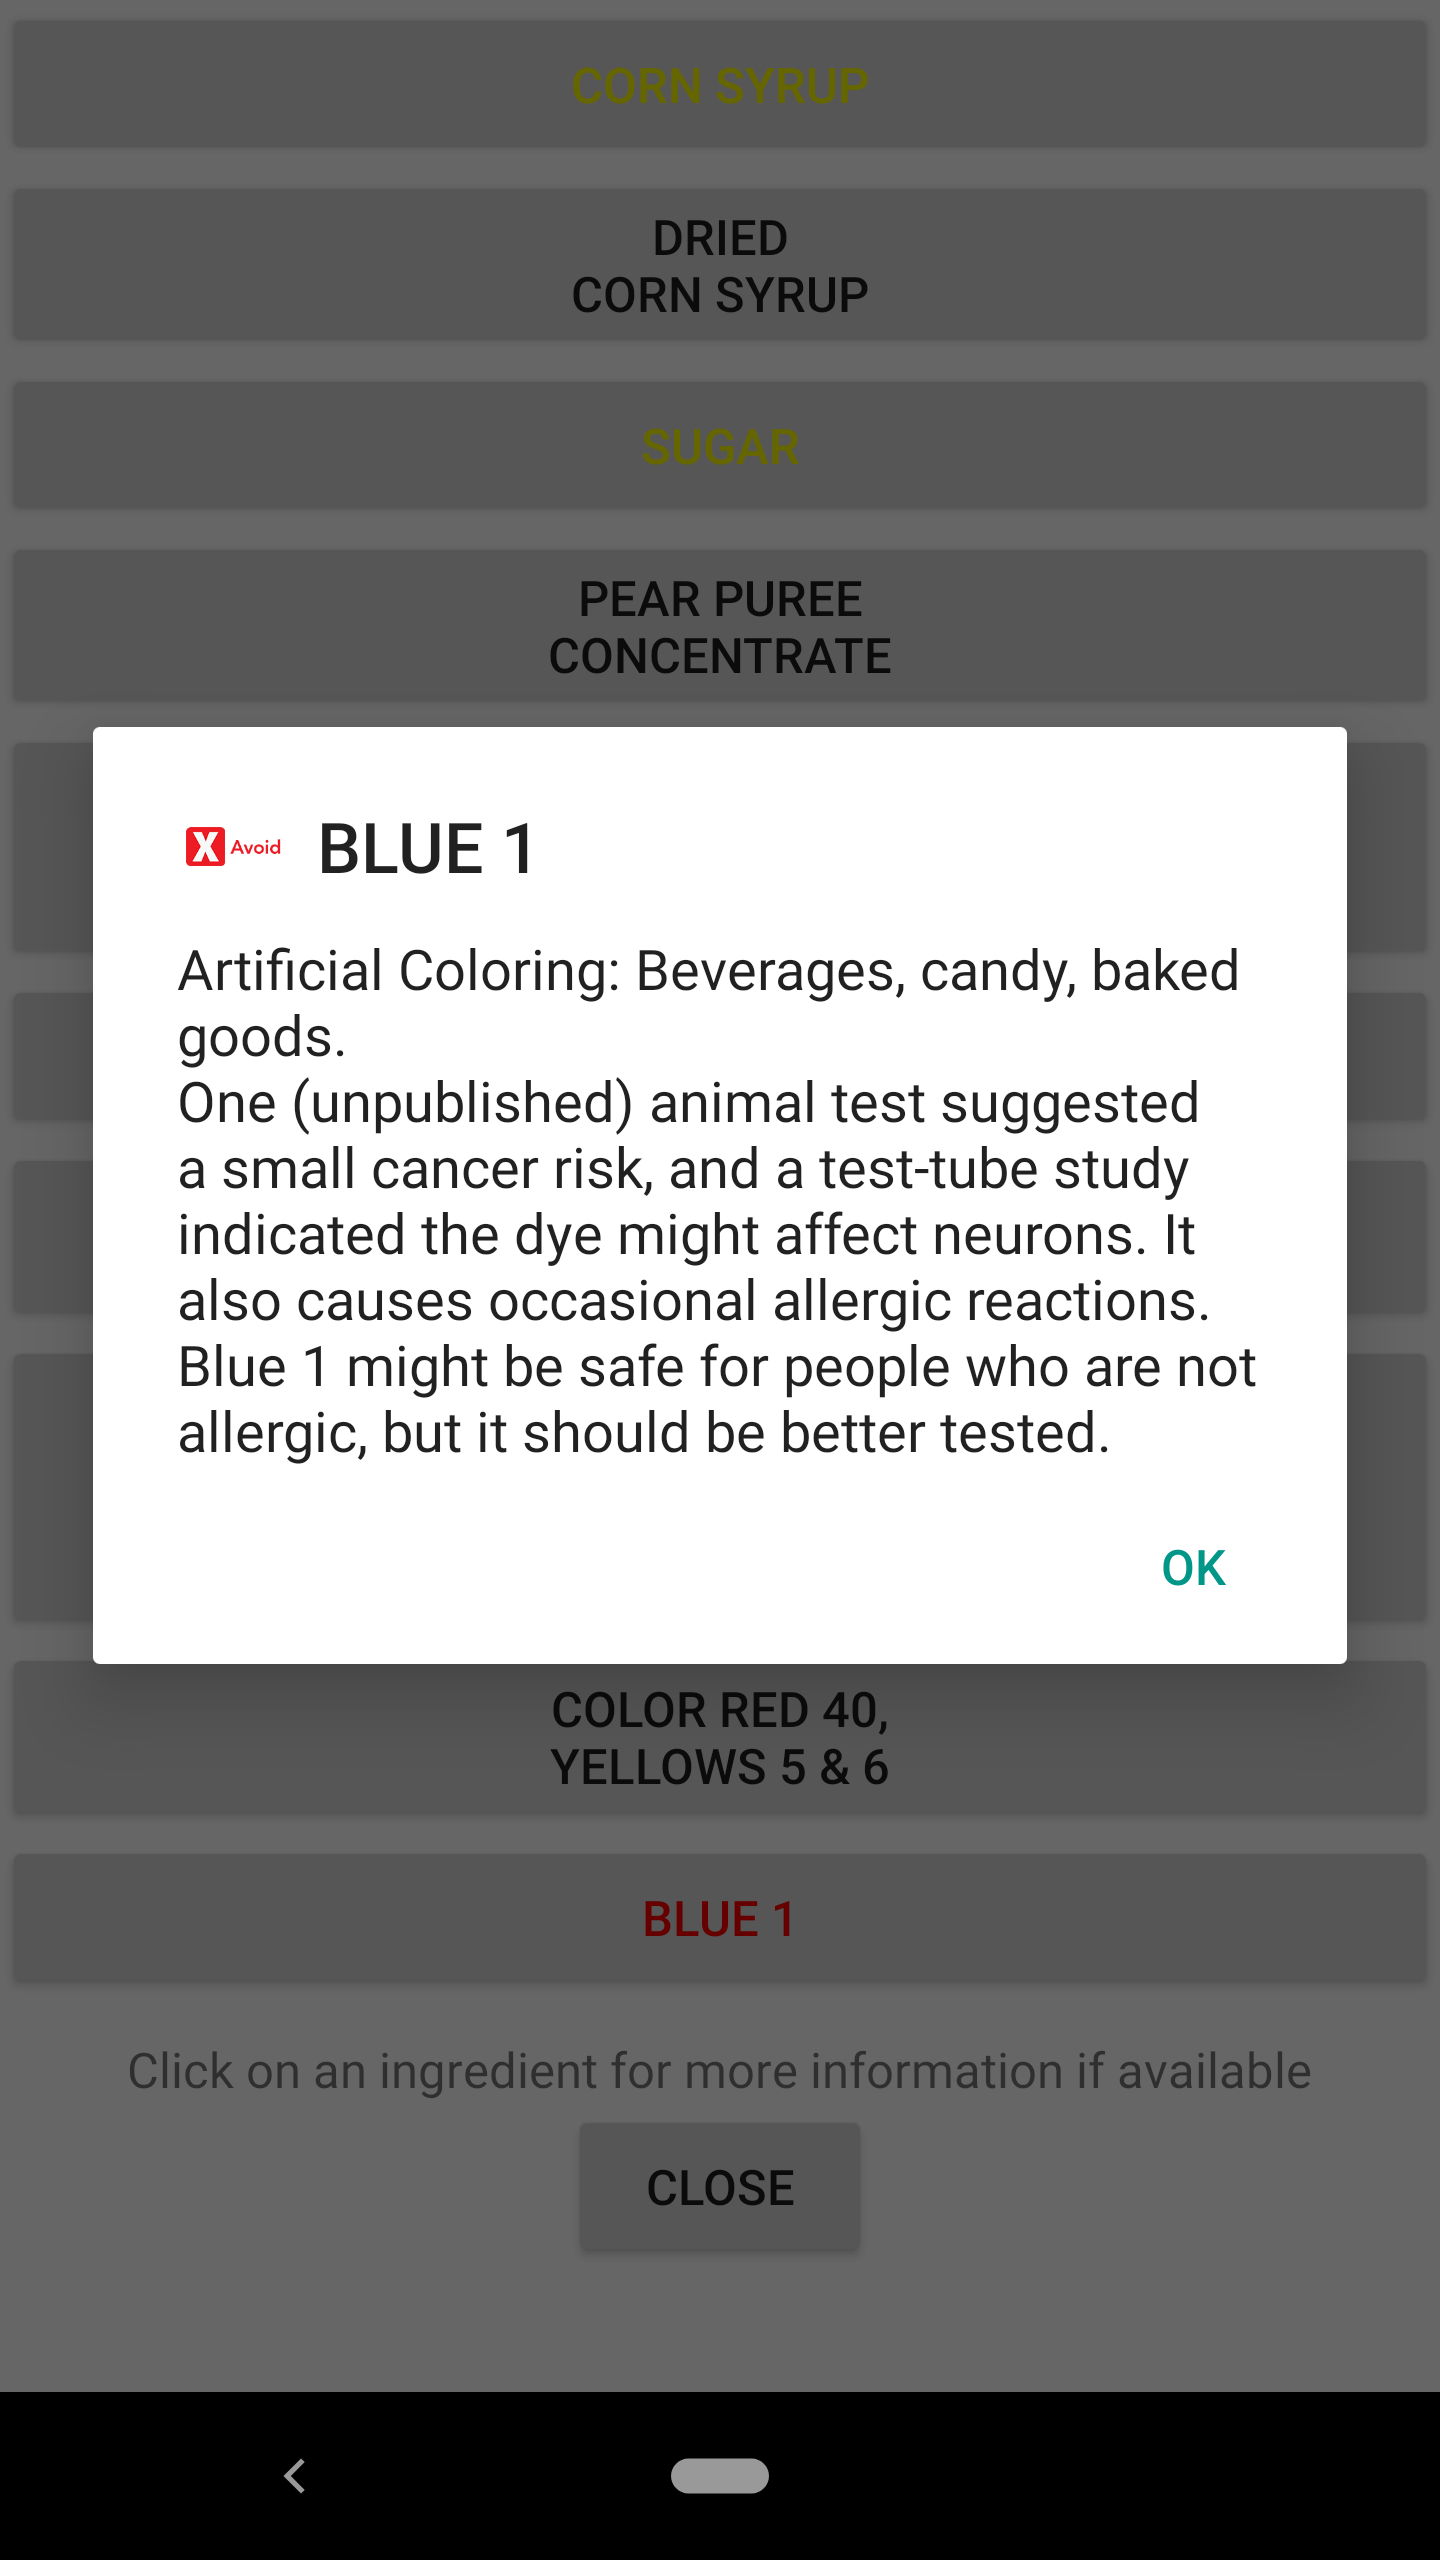 CORN SYRUP
DRIED
CORN SYRUP
SUGAR
PEAR PUREE
CONCENTRATE
X Avoid BLUE 1
Artificial Coloring: Beverages, candy, baked
goods.
One (unpublished) animal test suggested
a small cancer risk, and a test-tube study
indicated the dye might affect neurons. It
also causes occasional allergic reactions.
Blue 1 might be safe for people who are not
allergic, but it should be better tested.
OK
COLOR RED 40,
YELLOWS 5 & 6
BLUE 1
Click on an ingredient for more information if available
CLOSE